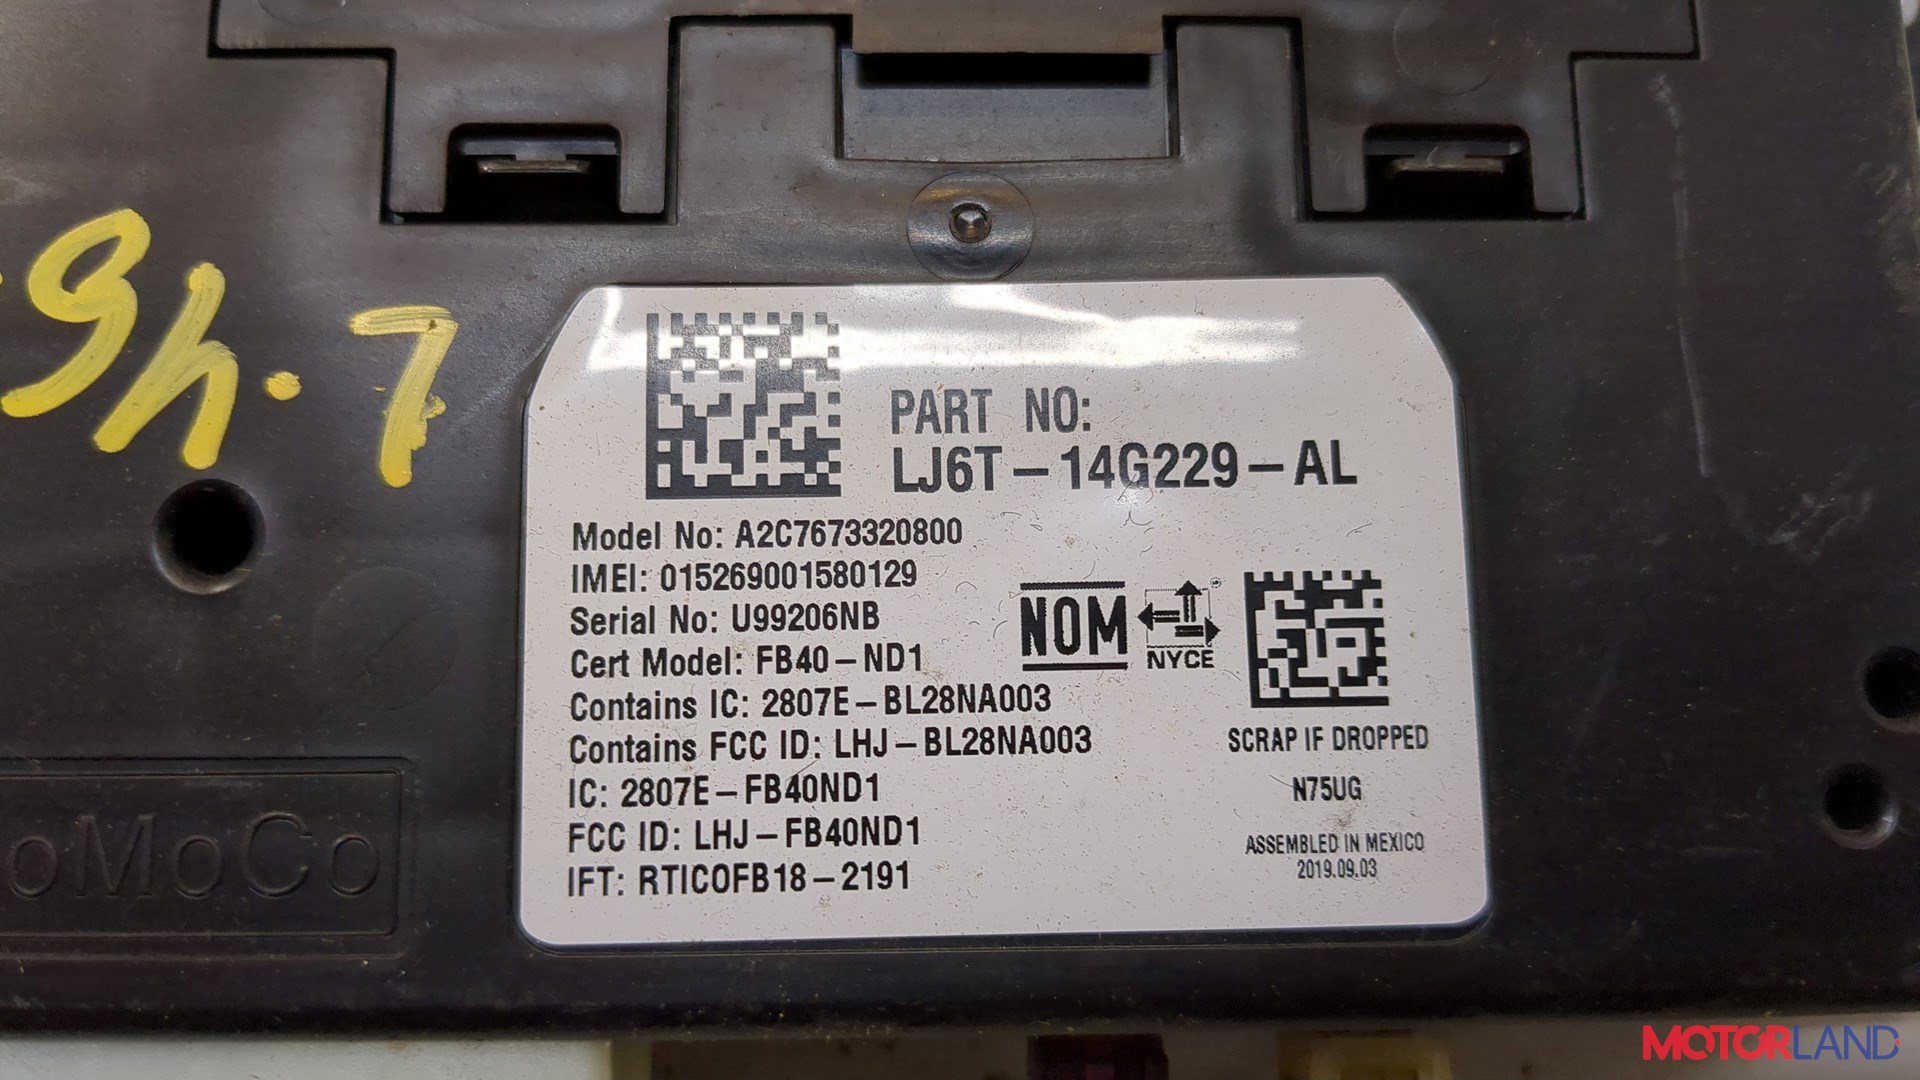 PART NO:
LJ6T-14G229-AL
Model No: A2C7673320800
IMEI: 015269001580129
Serial No: U99206NB
Cert Model: FB40-ND1
Contains IC: 2807E-BL28NA003
Contains FCC ID: LHJ-BL28NA003
IC: 2807E-FB40ND1
FCC ID: LHJ-FB40ND1
IFT: RTICOFB18-2191
NOM
NYCE
SCRAP IF DROPPED
N75UG
ASSEMBLED IN MEXICO
2019.09.03
oMoCo
MOTORLAND